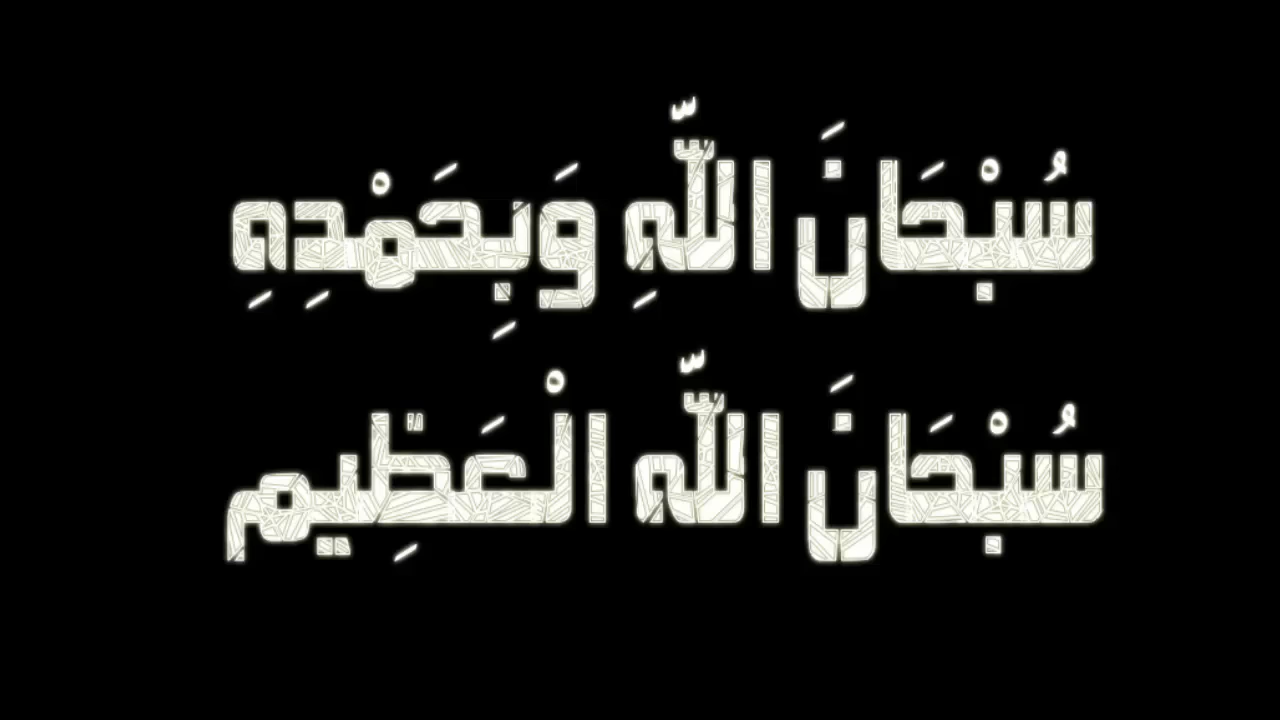 سُبْحَانَ اللَّهِ وَبِحَمْدِهِ
سُبْحَانَ اللَّه الْعَظِيم